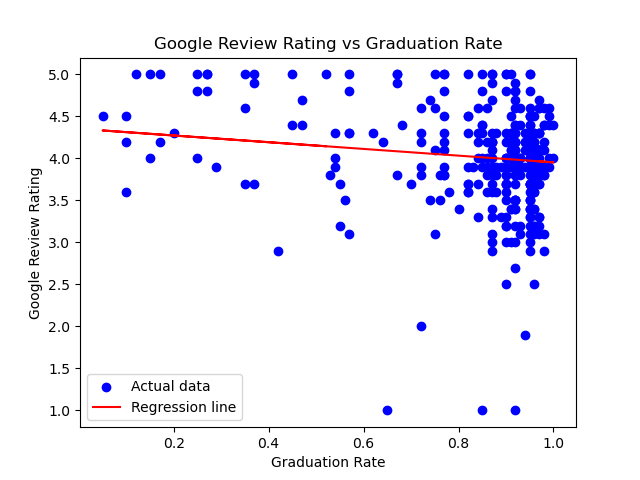 Google Review Rating vs Graduation Rate
Google Review Rating
5.0
4.5
4.0
3.5
3.0
2.5
2.0
1.5
1.0
Actual data
Regression line
0.2
0.4
0.6
0.8
1.0
Graduation Rate